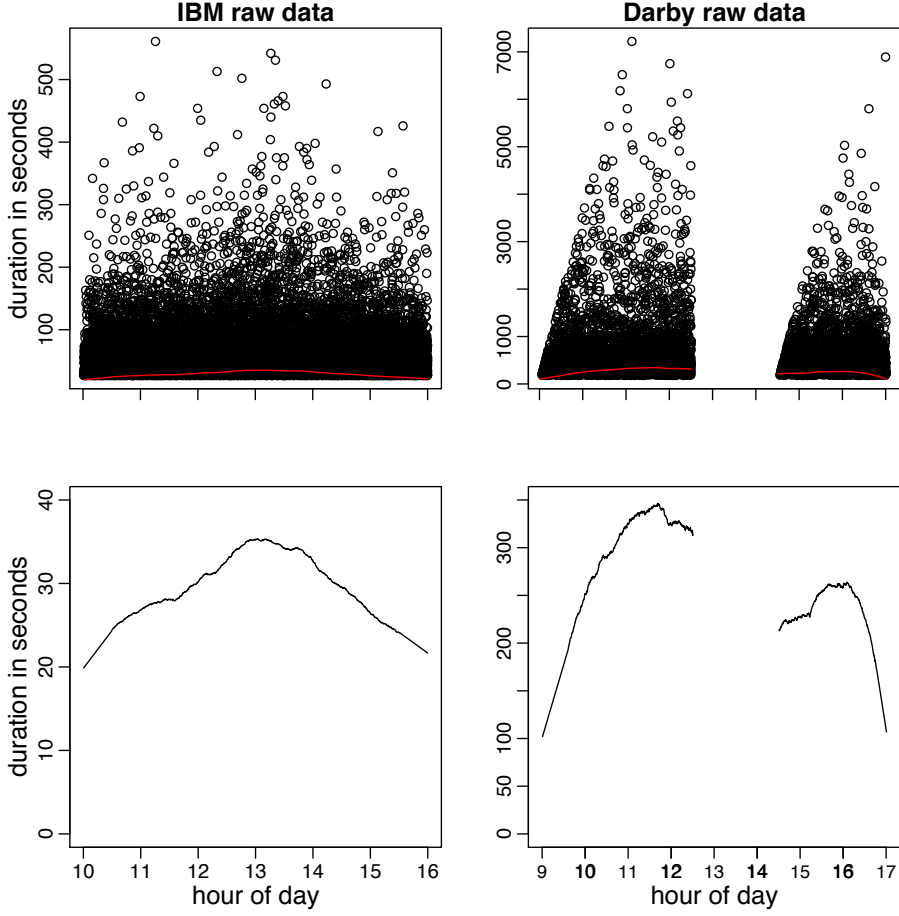 IBM raw data
Darby raw data
duration in seconds
100 200 300 400 500
0 1000 3000 5000 7000
duration in seconds
0 10 20 30 40
0 50 100 200 300
10 11 12 13 14 15 16
9 10 11 12 13 14 15 16 17
hour of day
hour of day